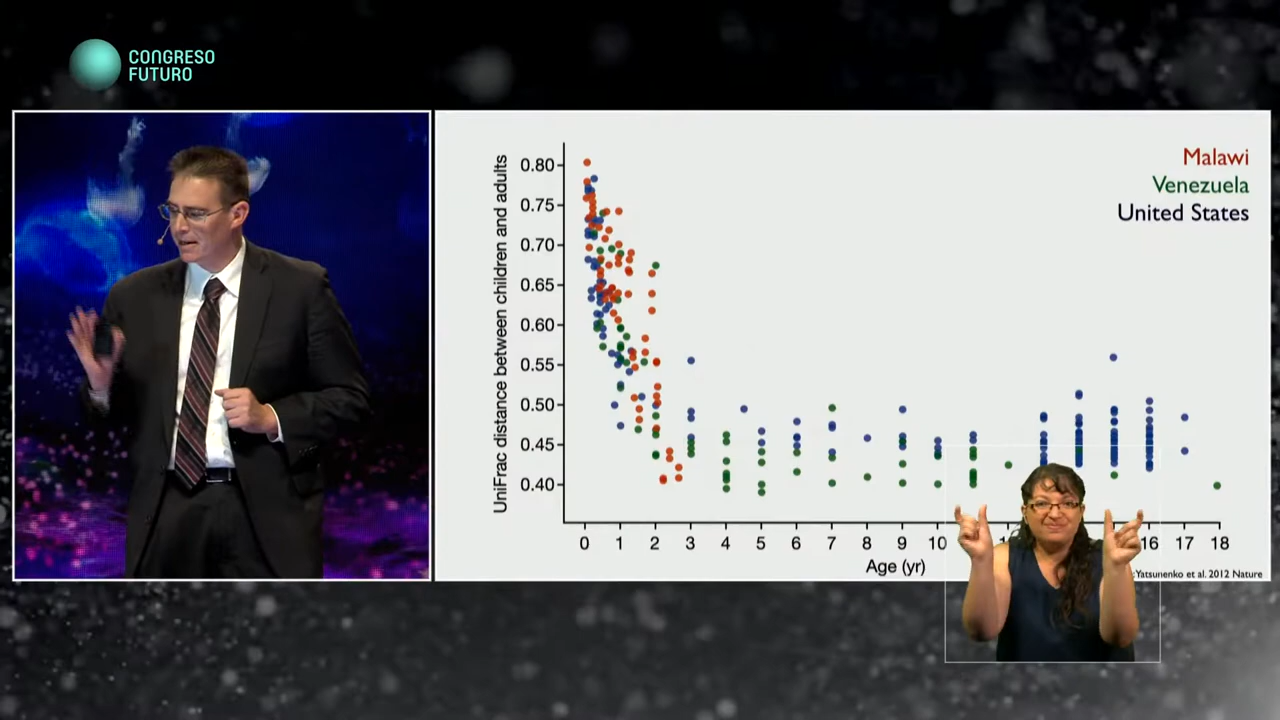 CONGRESO
FUTURO
Malawi
Venezuela
United States
UniFrac distance between children and adults
0.80
0.75
0.70
0.65
0.60
0.55
0.50
0.45
0.40
0 1 2 3 4 5 6 7 8 9 10 16 17 18
Age (yr)
Yatsunenko et al. 2012 Nature